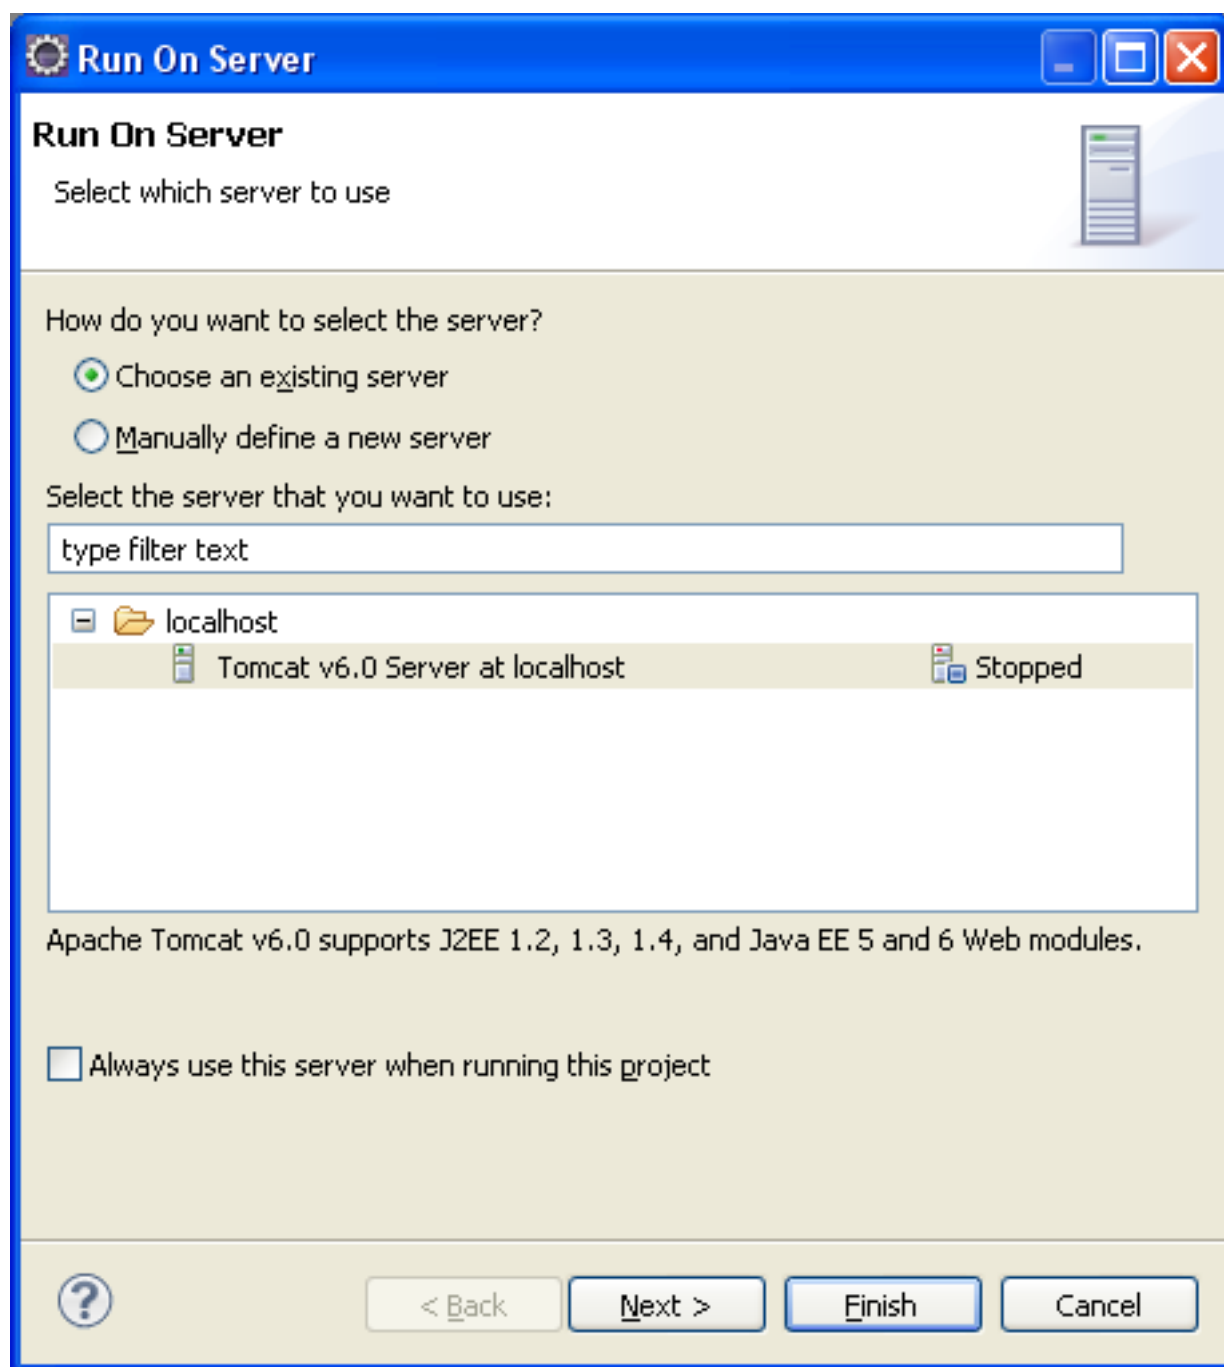 Run On Server
Run On Server
Select which server to use
How do you want to select the server?
Choose an existing server
Manually define a new server
Select the server that you want to use:
type filter text
localhost
Tomcat v6.0 Server at localhost Stopped
Apache Tomcat v6.0 supports J2EE 1.2, 1.3, 1.4, and Java EE 5 and 6 Web modules.
Always use this server when running this project
? < Back Next > Finish Cancel